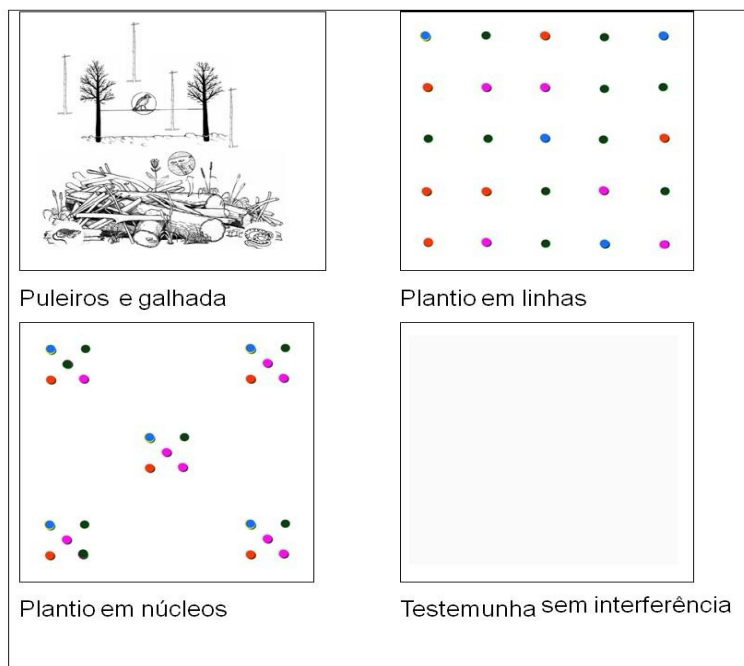 Puleiros e galhada
Plantio em linhas
Plantio em núcleos
Testemunha sem interferência